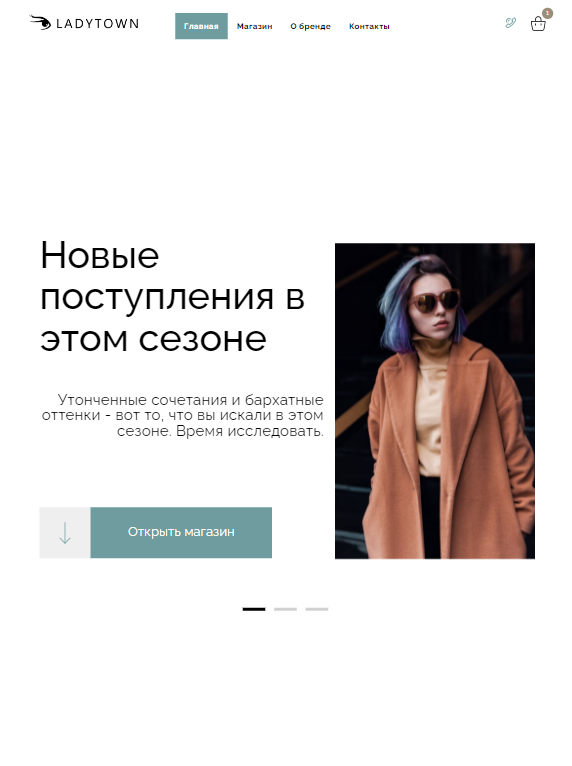 LADYTOWN
Главная Магазин О бренде Контакты
1
Новые
поступления в
этом сезоне
Утонченные сочетания и бархатные
оттенки - вот то, что вы искали в этом
сезоне. Время исследовать.
Открыть магазин